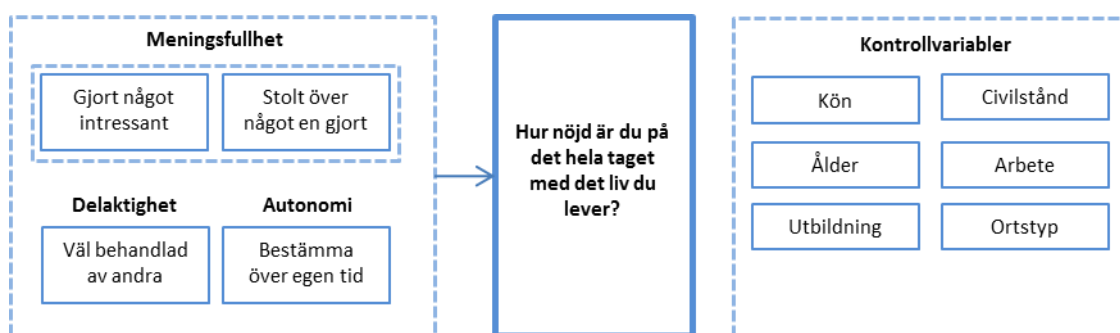 Meningsfullhet
Gjort något
intressant
Stolt över
något en gjort
Delaktighet
Autonomi
Väl behandlad
av andra
Bestämma
över egen tid
Hur nöjd är du på
det hela taget
med det liv du
lever?
Kontrollvariabler
Kön
Civilstånd
Ålder
Arbete
Utbildning
Ortstyp